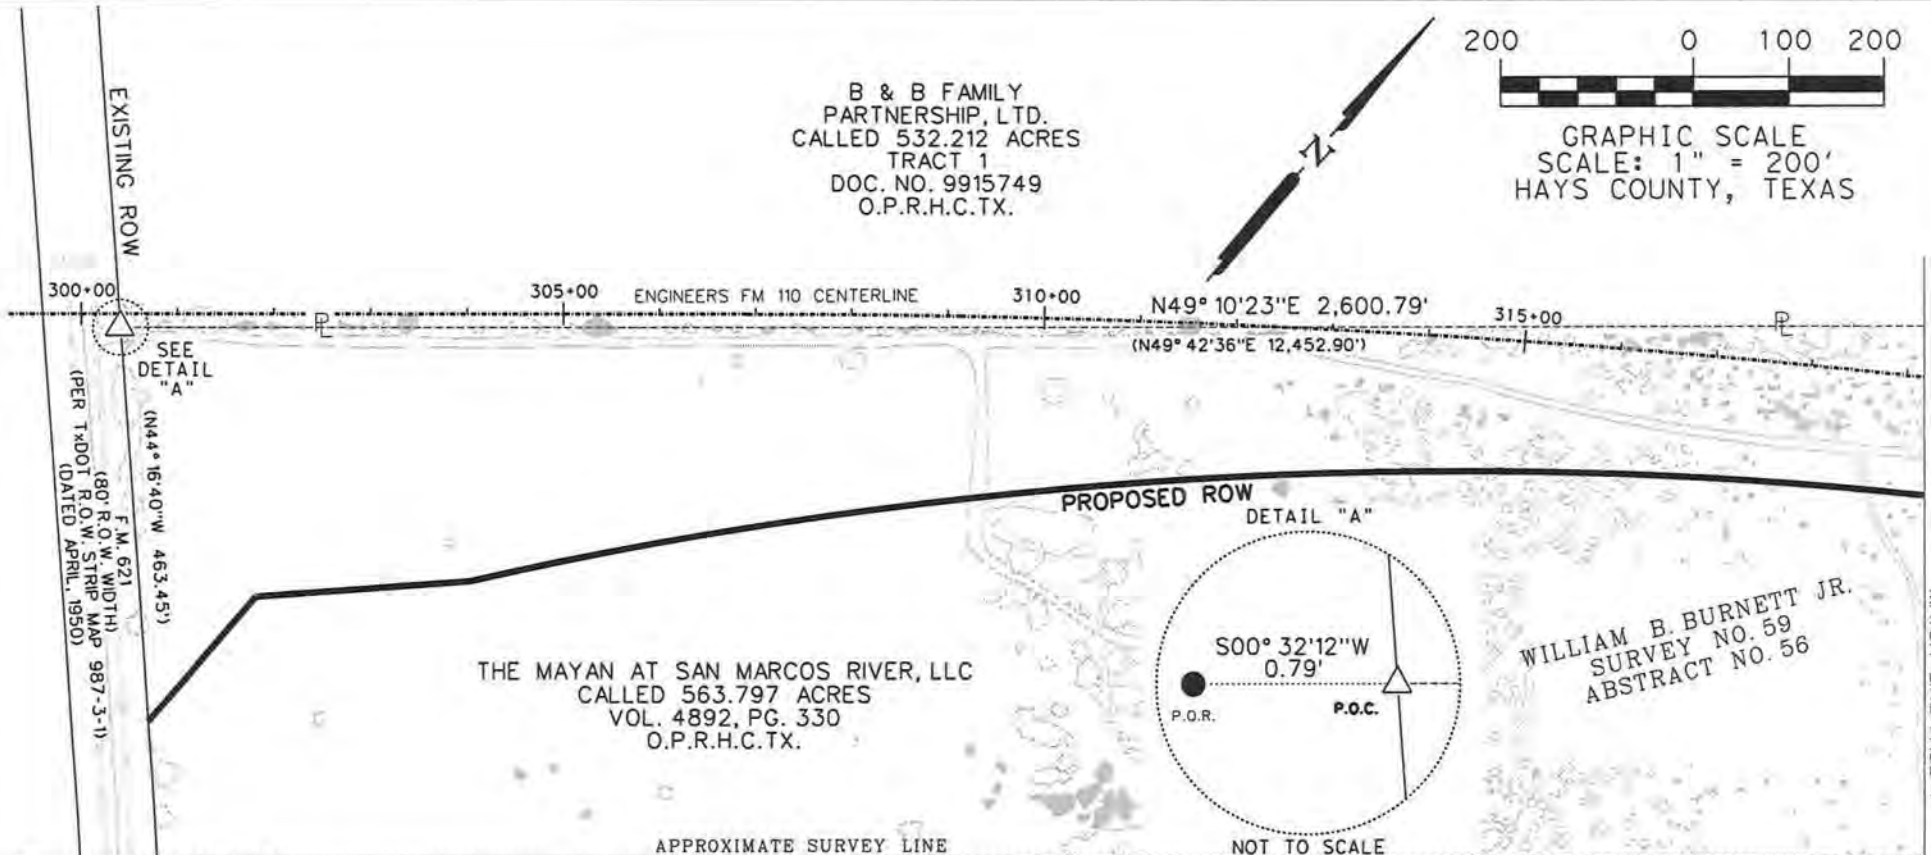 200 0 100 200
GRAPHIC SCALE
SCALE: 1" = 200'
HAYS COUNTY, TEXAS
B & B FAMILY
PARTNERSHIP, LTD.
CALLED 532.212 ACRES
TRACT 1
DOC. NO. 9915749
O.P.R.H.C.TX.
N
EXISTING ROW
300+00
305+00
ENGINEERS FM 110 CENTERLINE
310+00
N49° 10'23"E 2,600.79'
(N49° 42'36"E 12,452.90')
315+00
PL
PL
SEE
DETAIL
"A"
(N44° 16'40"W 463.45')
F.M. 621
(80' R.O.W. WIDTH)
(PER TxDOT R.O.W. STRIP MAP 987-3-1)
(DATED APRIL, 1950)
PROPOSED ROW
DETAIL "A"
S00° 32'12"W
0.79'
P.O.R.
P.O.C.
NOT TO SCALE
THE MAYAN AT SAN MARCOS RIVER, LLC
CALLED 563.797 ACRES
VOL. 4892, PG. 330
O.P.R.H.C.TX.
WILLIAM B. BURNETT JR.
SURVEY NO. 59
ABSTRACT NO. 56
APPROXIMATE SURVEY LINE